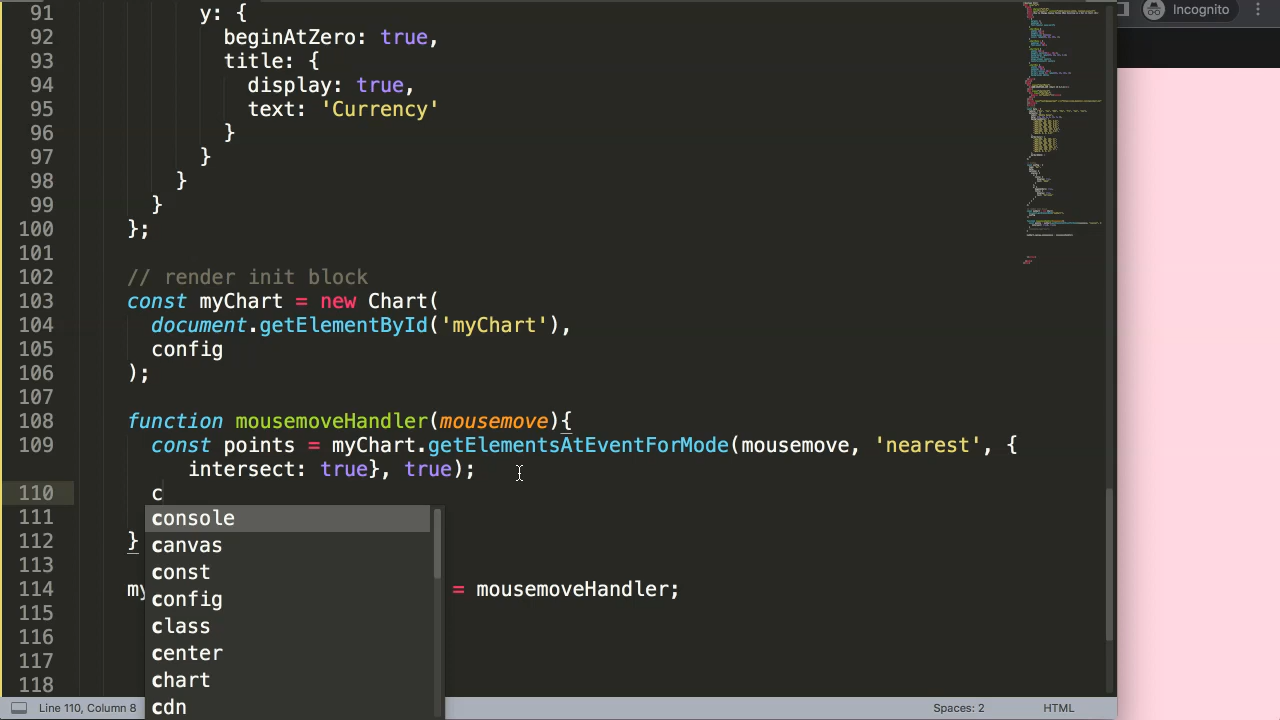 91 y: {
92 beginAtZero: true,
93 title: {
94 display: true,
95 text: 'Currency'
96 }
97 }
98 }
99 }
100 };
101
102 // render init block
103 const myChart = new Chart(
104 document.getElementById('myChart'),
105 config
106 );
107
108 function mousemoveHandler(mousemove){
109 const points = myChart.getElementsAtEventForMode(mousemove, 'nearest', {
intersect: true}, true);
110 c
111
112 }
113
114 my = mousemoveHandler;
115
116
117
118
console
canvas
const
config
class
center
chart
cdn
Line 110, Column 8
Spaces: 2
HTML
Incognito